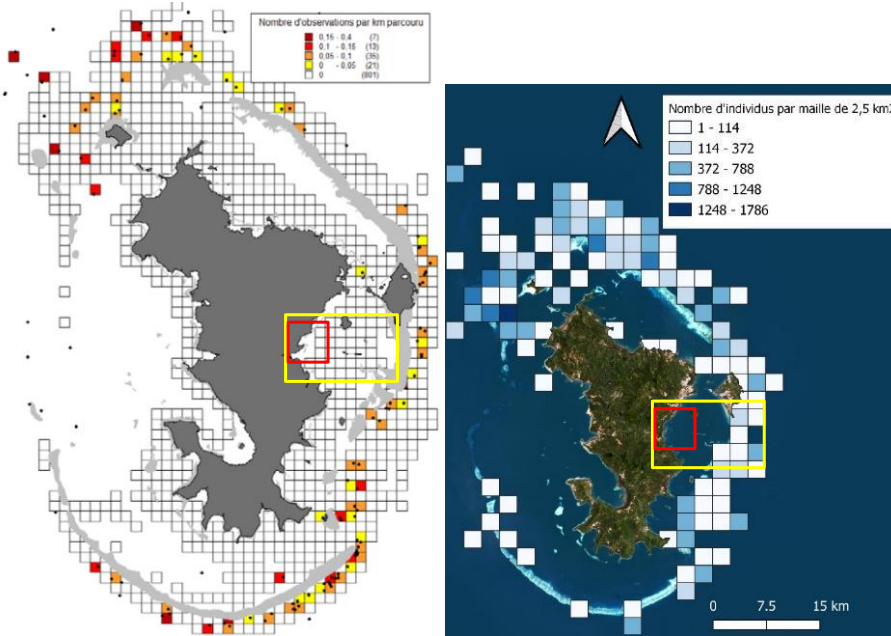 Nombre d'observations par km parcouru
0,15 - 0,4 (7)
0,1 - 0,15 (13)
0,05 - 0,1 (35)
0 - 0,05 (21)
0 (801)
Nombre d'individus par maille de 2,5 km2
1 - 114
114 - 372
372 - 788
788 - 1248
1248 - 1786
0 7.5 15 km